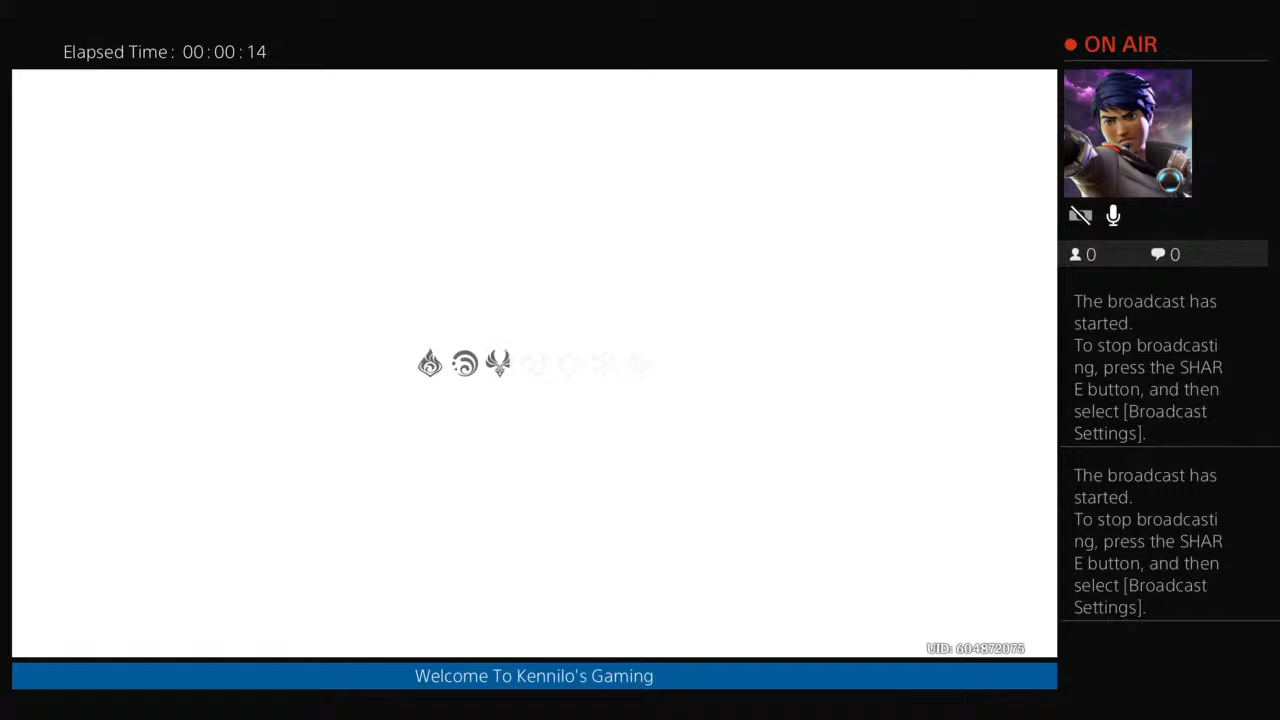 Elapsed Time: 00:00:14
ON AIR
0
0
The broadcast has
started.
To stop broadcasti
ng, press the SHAR
E button, and then
select [Broadcast
Settings].
The broadcast has
started.
To stop broadcasti
ng, press the SHAR
E button, and then
select [Broadcast
Settings].
UID: 604872075
Welcome To Kennilo's Gaming